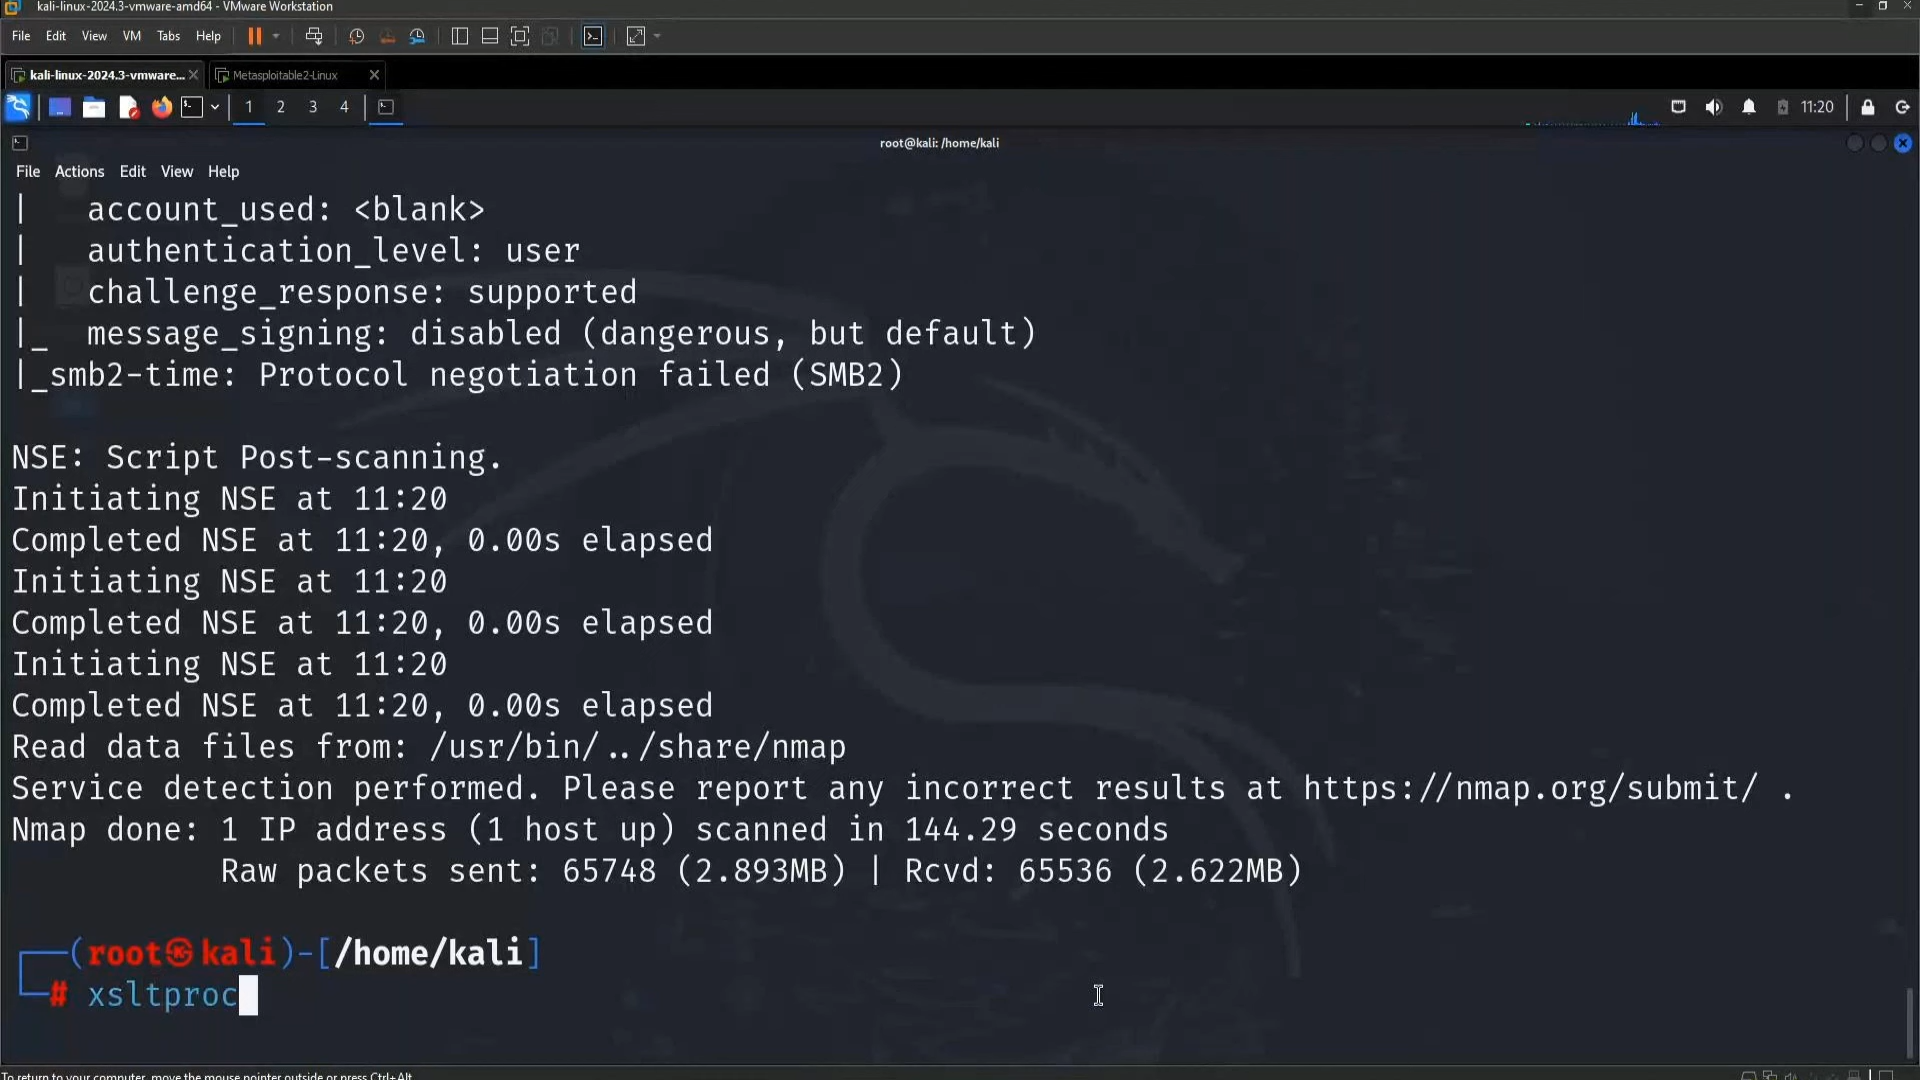 kali-linux-2024.3-vmware-amd64 - VMware Workstation
File Edit View VM Tabs Help
kali-linux-2024.3-vmware... Metasploitable2-Linux
1 2 3 4 11:20
root@kali: /home/kali
File Actions Edit View Help
| account_used: <blank>
| authentication_level: user
| challenge_response: supported
|_ message_signing: disabled (dangerous, but default)
|_smb2-time: Protocol negotiation failed (SMB2)
NSE: Script Post-scanning.
Initiating NSE at 11:20
Completed NSE at 11:20, 0.00s elapsed
Initiating NSE at 11:20
Completed NSE at 11:20, 0.00s elapsed
Initiating NSE at 11:20
Completed NSE at 11:20, 0.00s elapsed
Read data files from: /usr/bin/../share/nmap
Service detection performed. Please report any incorrect results at https://nmap.org/submit/ .
Nmap done: 1 IP address (1 host up) scanned in 144.29 seconds
Raw packets sent: 65748 (2.893MB) | Rcvd: 65536 (2.622MB)
┌──(root㉿kali)-[/home/kali]
└─# xsltproc
To return to your computer, move the mouse pointer outside or press Ctrl+Alt.